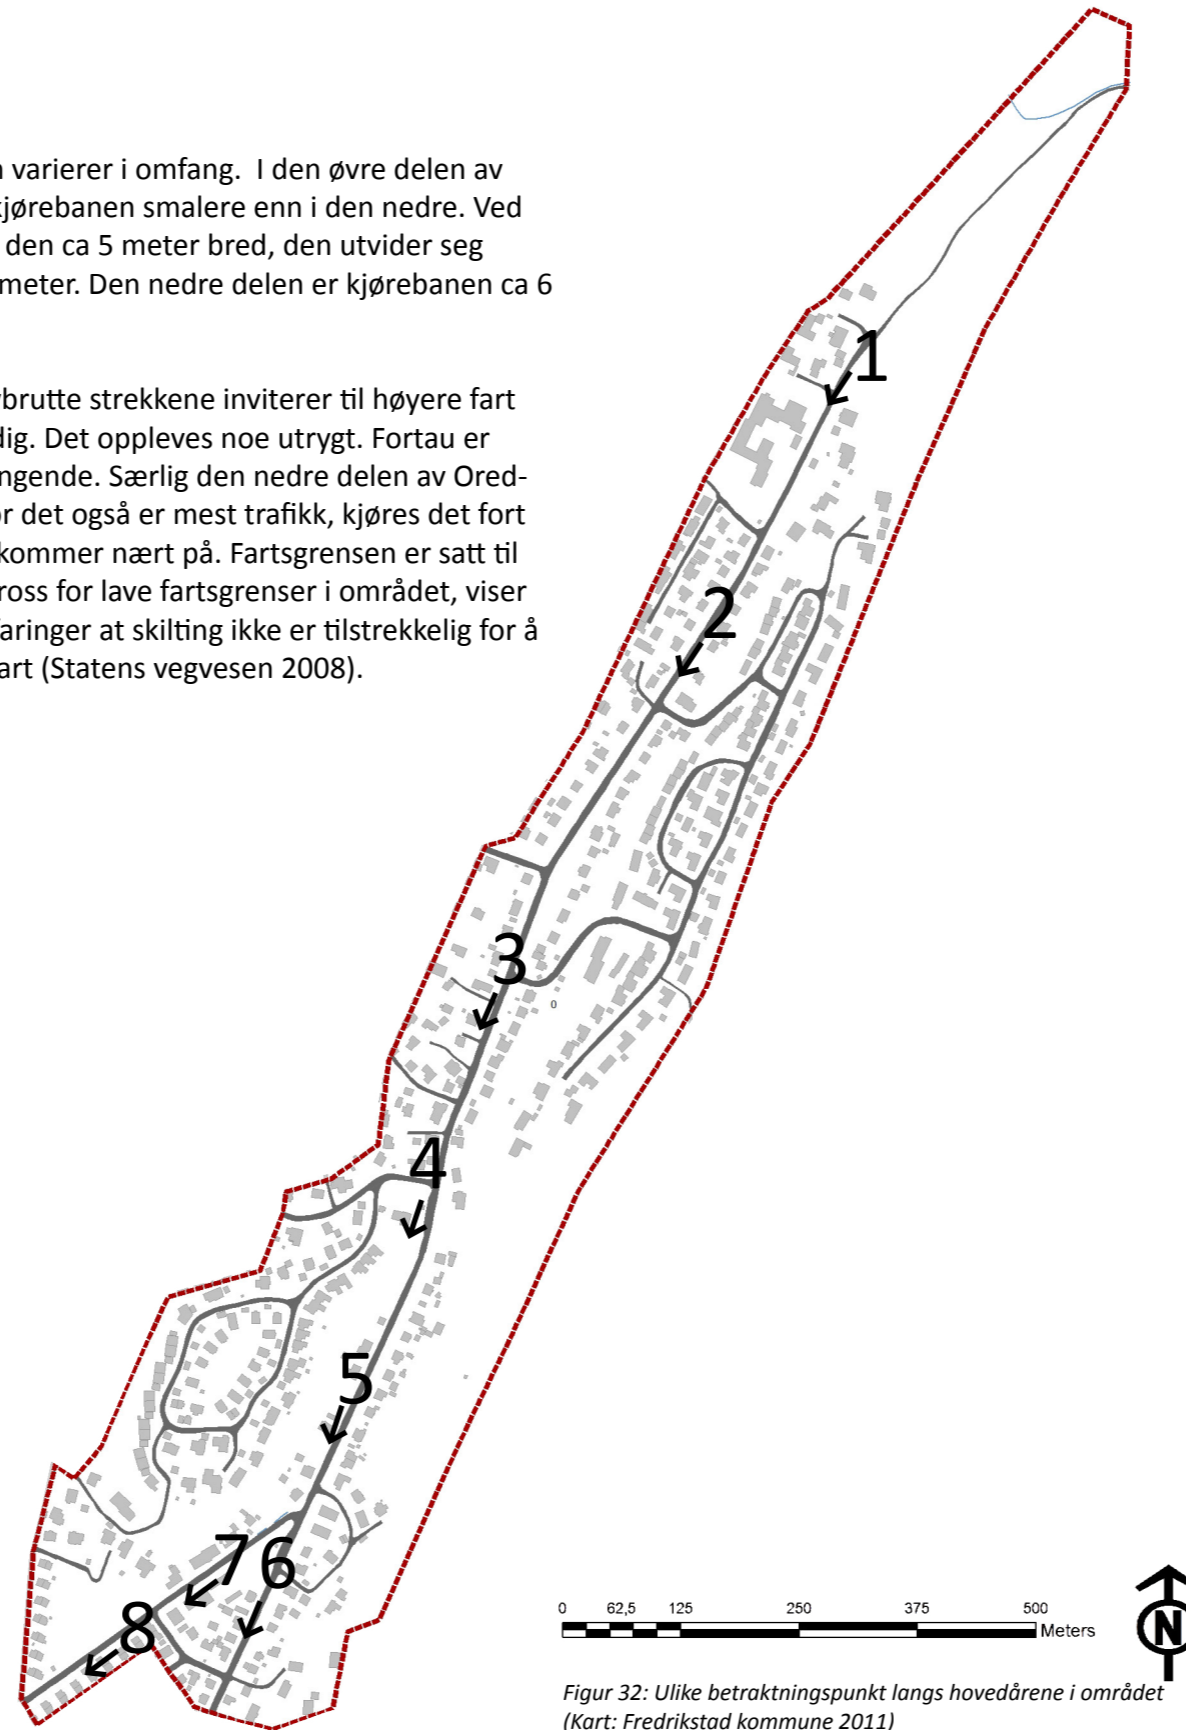 varierer i omfang. I den øvre delen av
kjørebanen smalere enn i den nedre. Ved
den ca 5 meter bred, den utvider seg
meter. Den nedre delen er kjørebanen ca 6
brutte strekkene inviterer til høyere fart
dig. Det oppleves noe utrygt. Fortau er
ngende. Særlig den nedre delen av Ored-
or det også er mest trafikk, kjøres det fort
kommer nært på. Fartsgrensen er satt til
ross for lave fartsgrenser i området, viser
faringer at skilting ikke er tilstrekkelig for å
art (Statens vegvesen 2008).
1
2
3
0
4
5
7 6
8
0 62,5 125 250 375 500
Meters
N
Figur 32: Ulike betraktningspunkt langs hovedårene i området
(Kart: Fredrikstad kommune 2011)